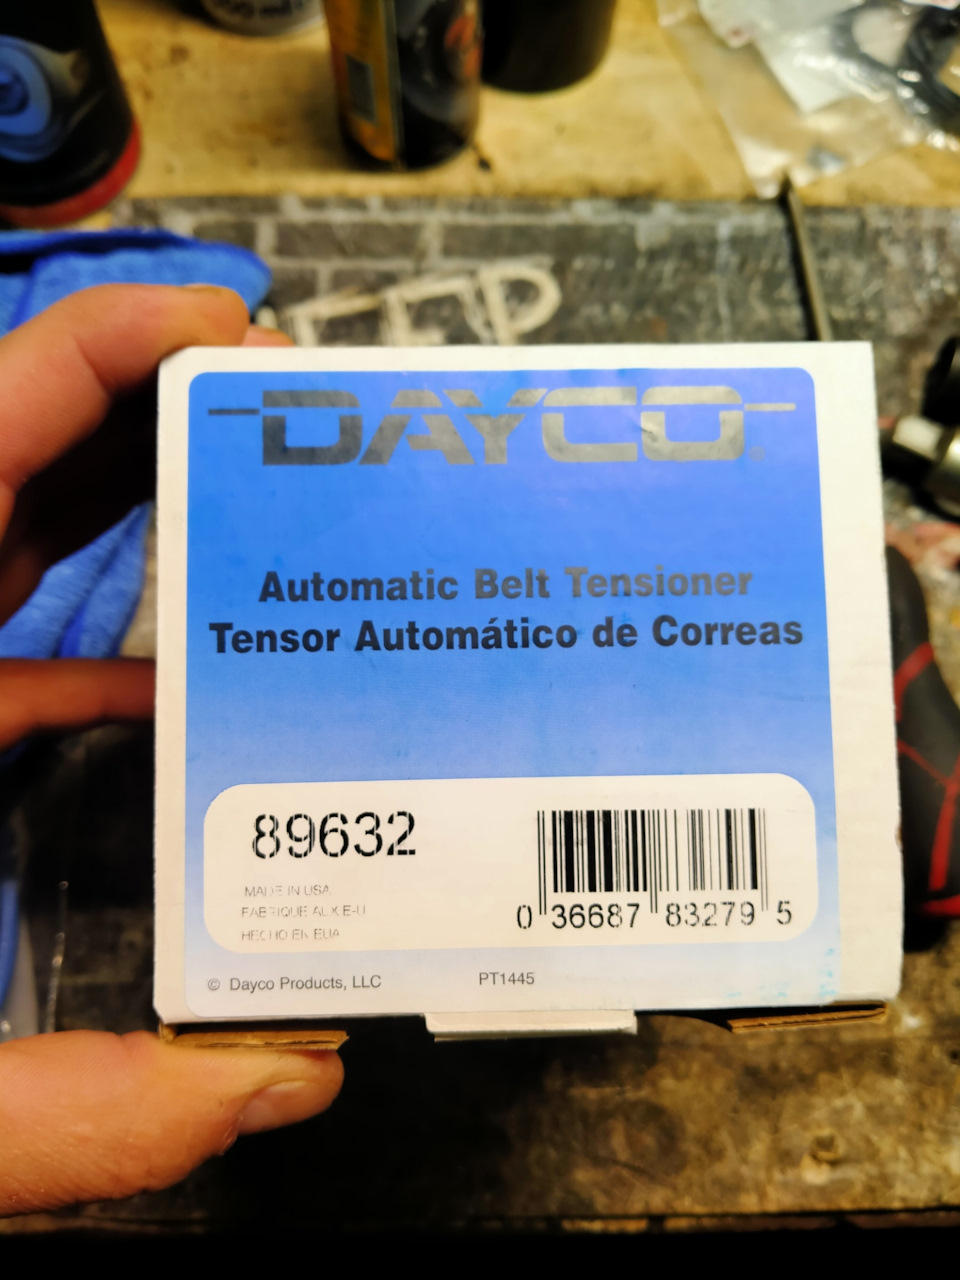 DAYCO®
Automatic Belt Tensioner
Tensor Automático de Correas
89632
MADE IN USA
FABRIQUE AUX E-U
HECHO EN EUA
0 36687 83279 5
© Dayco Products, LLC
PT1445